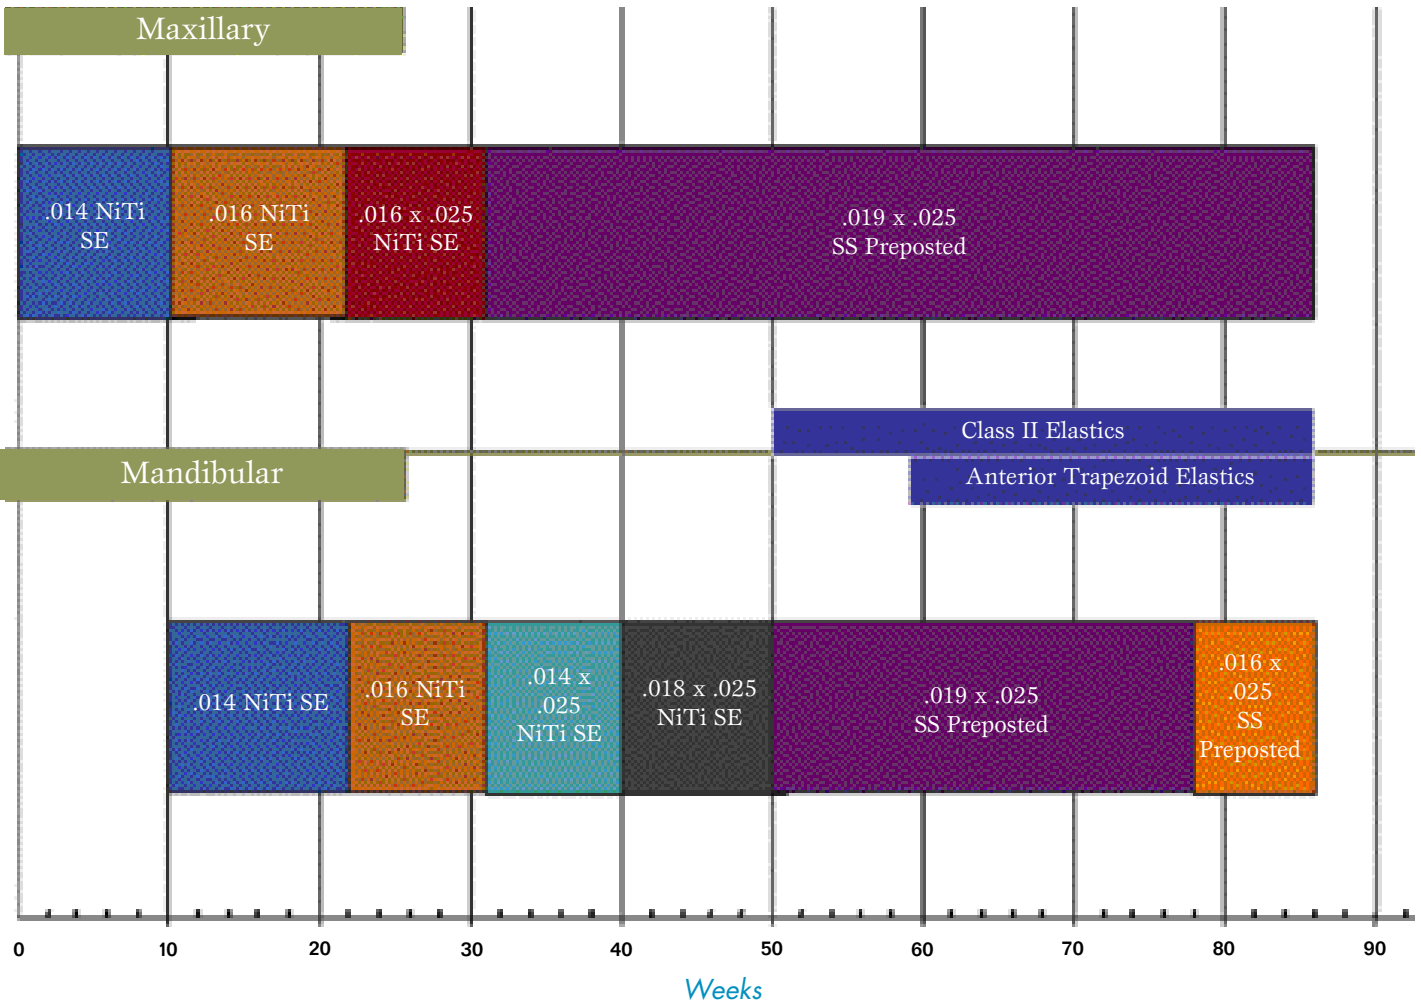 Maxillary
.014 NiTi
SE
.016 NiTi
SE
.016 x .025
NiTi SE
.019 x .025
SS Preposted
Class II Elastics
Mandibular
Anterior Trapezoid Elastics
.014 NiTi SE
.016 NiTi
SE
.014 x
.025
NiTi SE
.018 x .025
NiTi SE
.019 x .025
SS Preposted
.016 x
.025
SS
Preposted
0 10 20 30 40 50 60 70 80 90
Weeks